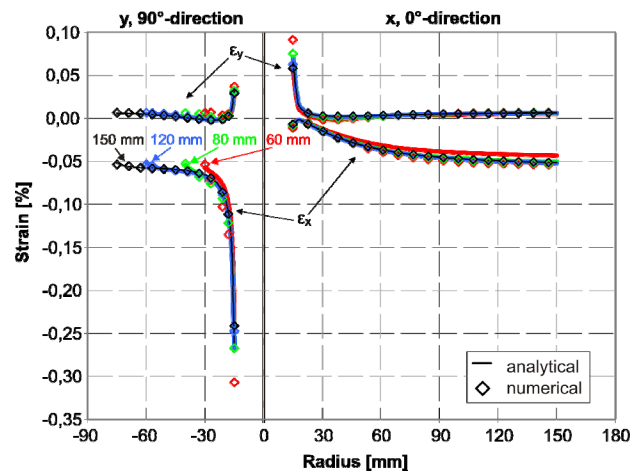 y, 90°-direction
x, 0°-direction
0,10
0,05
0,00
-0,05
-0,10
-0,15
-0,20
-0,25
-0,30
-0,35
Strain [%]
εy
150 mm
120 mm
80 mm
60 mm
εx
analytical
numerical
-90
-60
-30
0
30
60
90
120
150
180
Radius [mm]